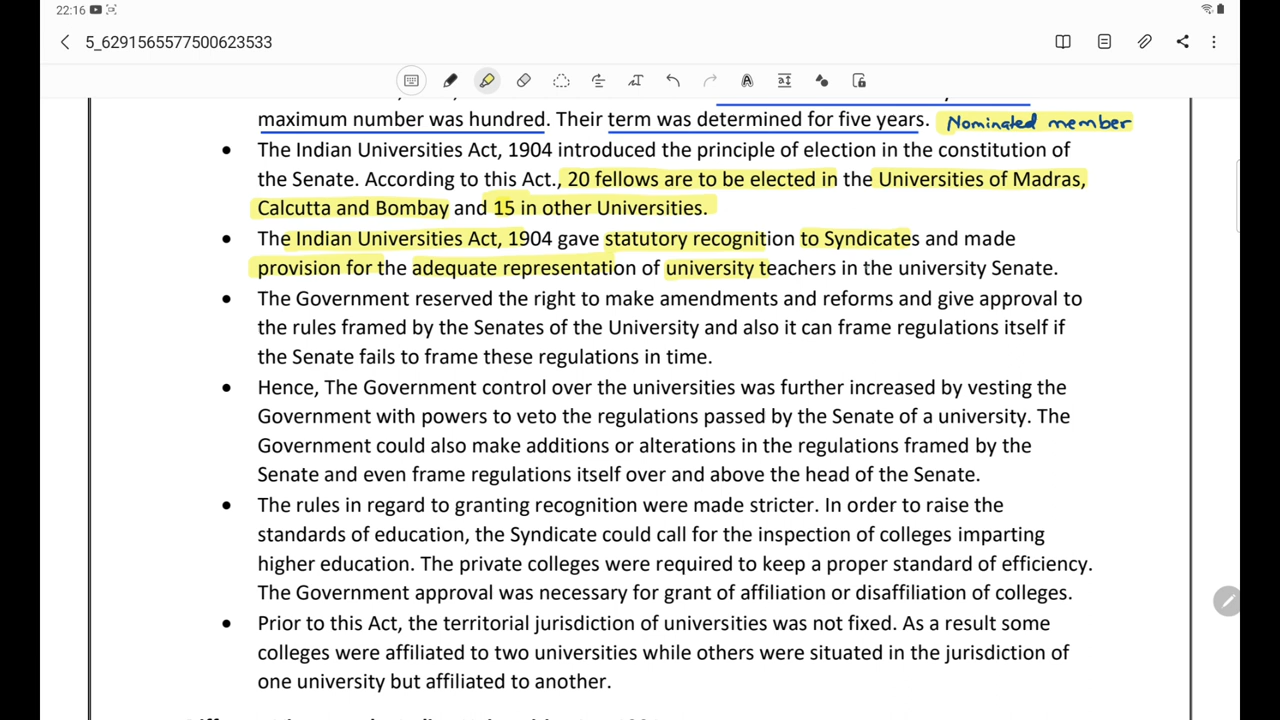 22:16
5_6291565577500623533
maximum number was hundred. Their term was determined for five years. Nominated member
• The Indian Universities Act, 1904 introduced the principle of election in the constitution of
the Senate. According to this Act., 20 fellows are to be elected in the Universities of Madras,
Calcutta and Bombay and 15 in other Universities.
• The Indian Universities Act, 1904 gave statutory recognition to Syndicates and made
provision for the adequate representation of university teachers in the university Senate.
• The Government reserved the right to make amendments and reforms and give approval to
the rules framed by the Senates of the University and also it can frame regulations itself if
the Senate fails to frame these regulations in time.
• Hence, The Government control over the universities was further increased by vesting the
Government with powers to veto the regulations passed by the Senate of a university. The
Government could also make additions or alterations in the regulations framed by the
Senate and even frame regulations itself over and above the head of the Senate.
• The rules in regard to granting recognition were made stricter. In order to raise the
standards of education, the Syndicate could call for the inspection of colleges imparting
higher education. The private colleges were required to keep a proper standard of efficiency.
The Government approval was necessary for grant of affiliation or disaffiliation of colleges.
• Prior to this Act, the territorial jurisdiction of universities was not fixed. As a result some
colleges were affiliated to two universities while others were situated in the jurisdiction of
one university but affiliated to another.